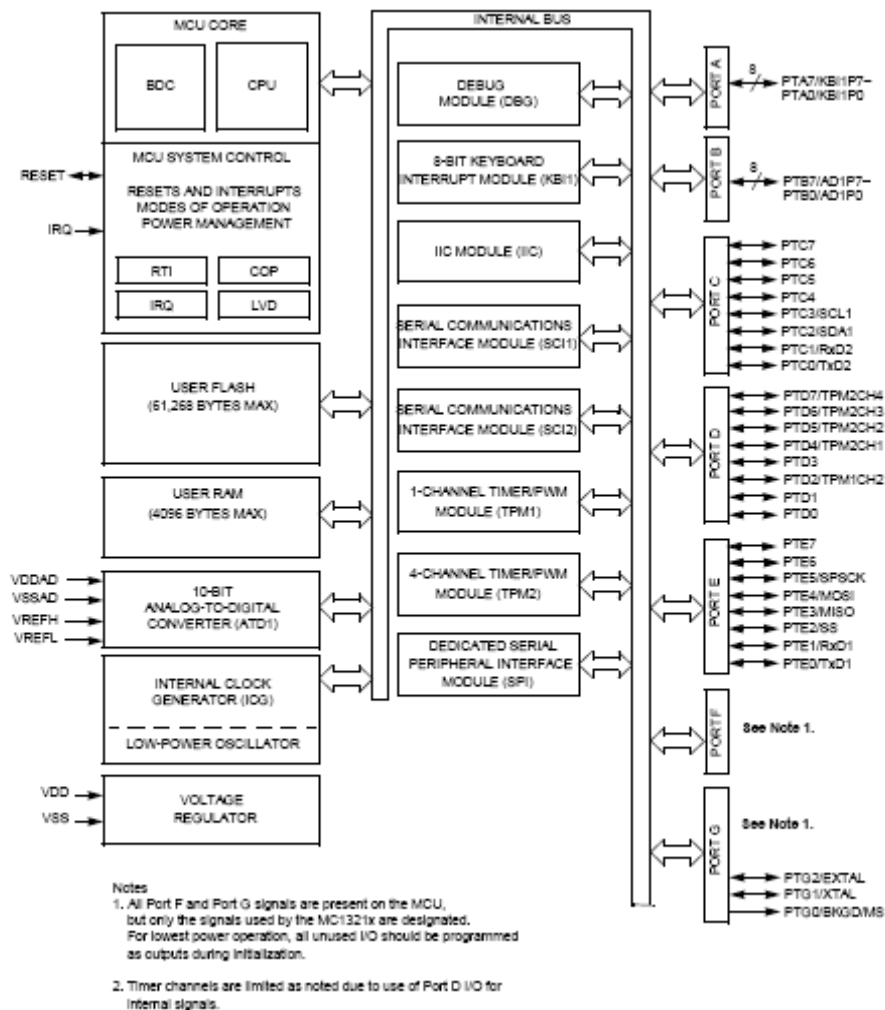 MCU CORE
BDC
CPU
MCU SYSTEM CONTROL
RESETS AND INTERRUPTS
MODES OF OPERATION
POWER MANAGEMENT
RTI
COP
IRQ
LVD
RESET
IRQ
USER FLASH
(61,268 BYTES MAX)
USER RAM
(4096 BYTES MAX)
VDDAD
VSSAD
VREFH
VREFL
10-BIT
ANALOG-TO-DIGITAL
CONVERTER (ATD1)
INTERNAL CLOCK
GENERATOR (ICG)
LOW-POWER OSCILLATOR
VDD
VSS
VOLTAGE
REGULATOR
INTERNAL BUS
DEBUG
MODULE (DBG)
8-BIT KEYBOARD
INTERRUPT MODULE (KBI1)
IIC MODULE (IIC)
SERIAL COMMUNICATIONS
INTERFACE MODULE (SCI1)
SERIAL COMMUNICATIONS
INTERFACE MODULE (SCI2)
1-CHANNEL TIMER/PWM
MODULE (TPM1)
4-CHANNEL TIMER/PWM
MODULE (TPM2)
DEDICATED SERIAL
PERIPHERAL INTERFACE
MODULE (SPI)
PORT A
8
PTA7/KBI1P7–
PTA0/KBI1P0
PORT B
8
PTB7/AD1P7–
PTB0/AD1P0
PORT C
PTC7
PTC6
PTC5
PTC4
PTC3/SCL1
PTC2/SDA1
PTC1/RxD2
PTC0/TxD2
PORT D
PTD7/TPM2CH4
PTD6/TPM2CH3
PTD5/TPM2CH2
PTD4/TPM2CH1
PTD3
PTD2/TPM1CH2
PTD1
PTD0
PORT E
PTE7
PTE6
PTE5/SPSCK
PTE4/MOSI
PTE3/MISO
PTE2/SS
PTE1/RxD1
PTE0/TxD1
PORT F
See Note 1.
PORT G
See Note 1.
PTG2/EXTAL
PTG1/XTAL
PTG0/BKGD/MS
Notes
1. All Port F and Port G signals are present on the MCU,
but only the signals used by the MC1321x are designated.
For lowest power operation, all unused I/O should be programmed
as outputs during initialization.
2. Timer channels are limited as noted due to use of Port D I/O for
internal signals.